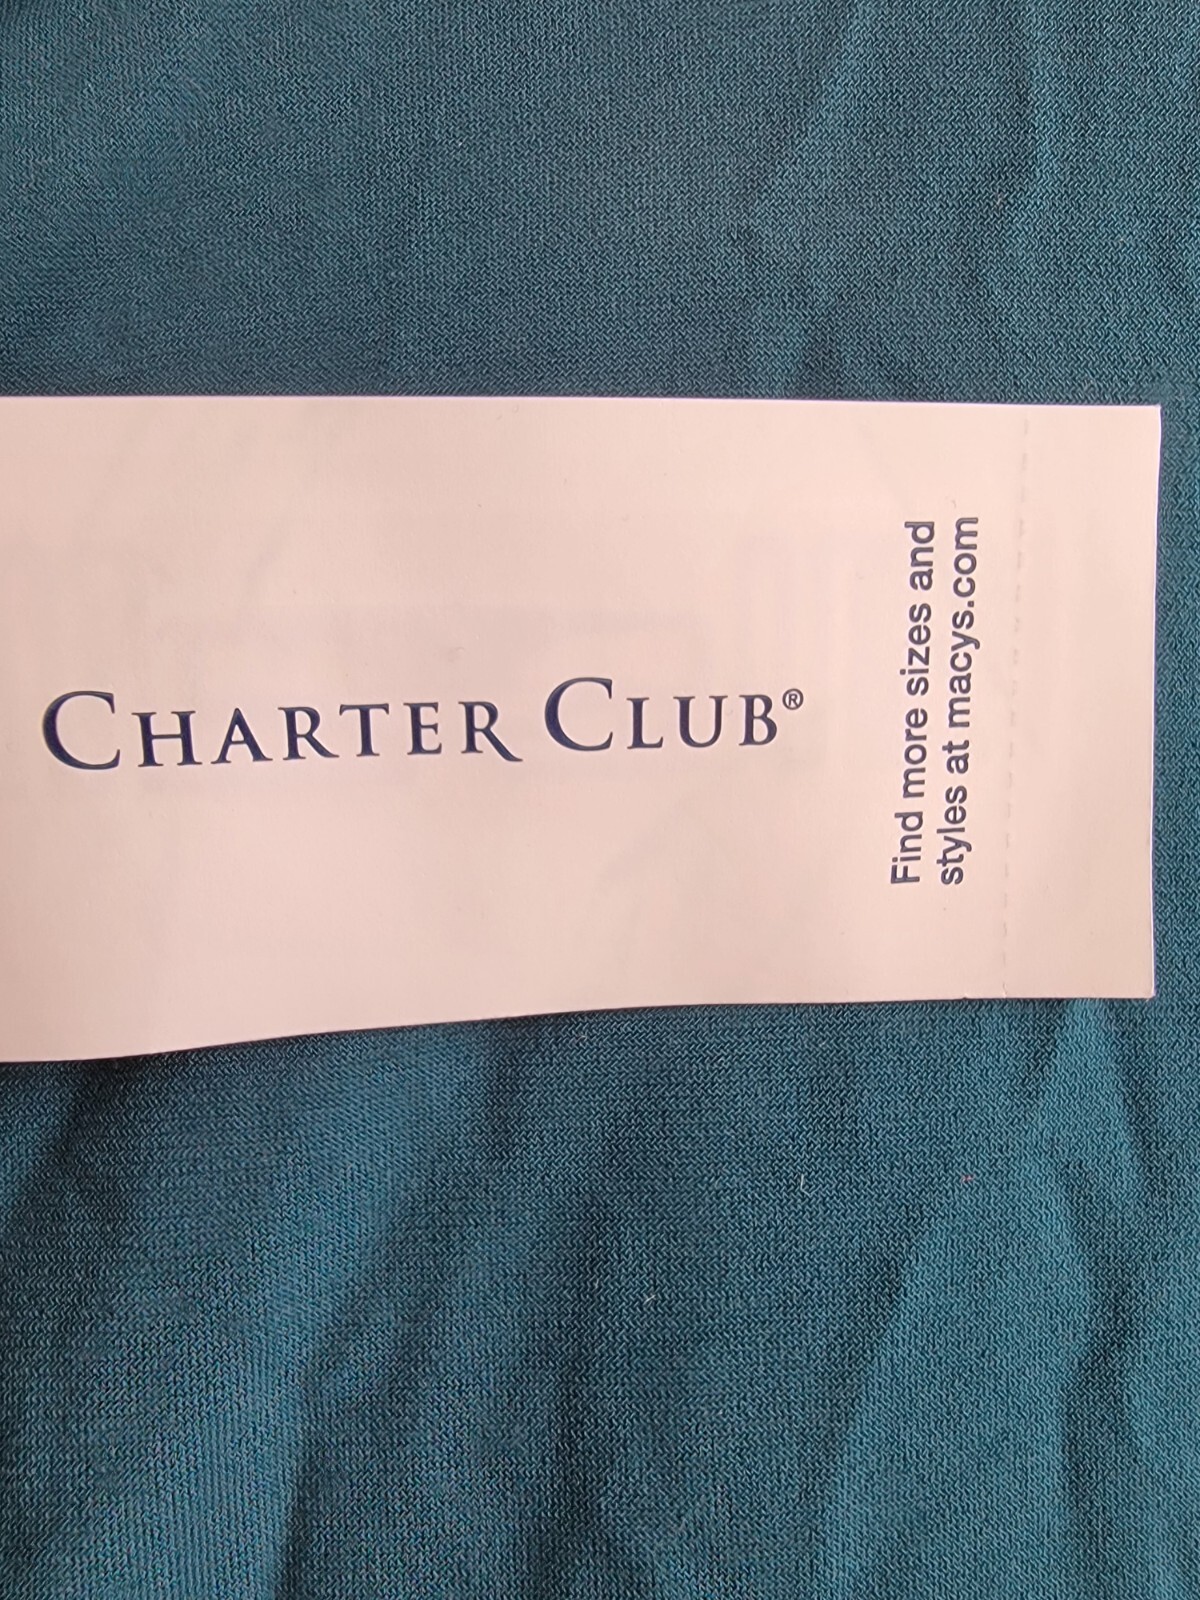 CHARTER CLUB®
Find more sizes and
styles at macys.com